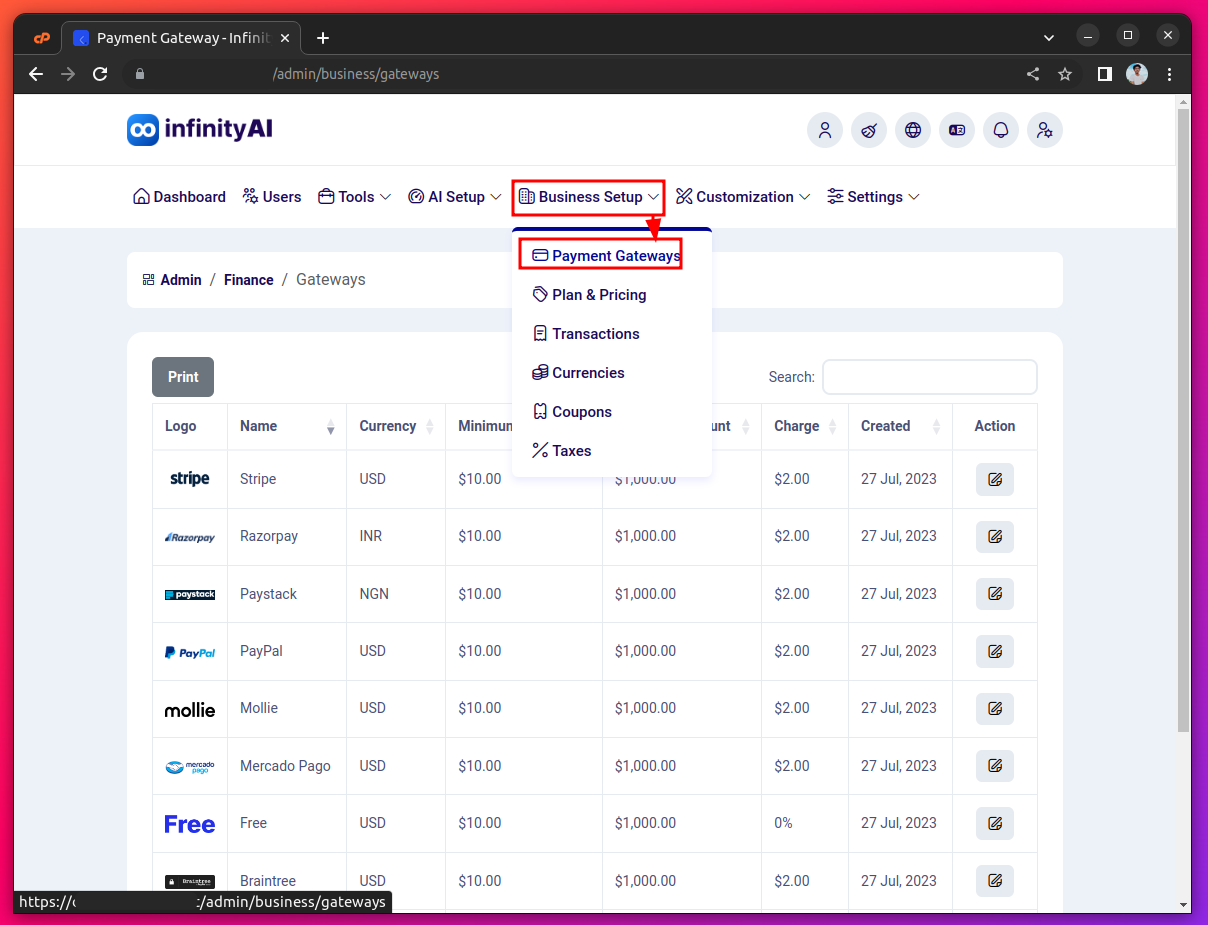 Payment Gateway - Infinit
/admin/business/gateways
infinityAI
Dashboard Users Tools AI Setup Business Setup Customization Settings
Payment Gateways
Plan & Pricing
Transactions
Currencies
Coupons
Taxes
Admin / Finance / Gateways
Print
Search:
Logo Name Currency Minimum unt Charge Created Action
stripe Stripe USD $10.00 $1,000.00 $2.00 27 Jul, 2023
Razorpay Razorpay INR $10.00 $1,000.00 $2.00 27 Jul, 2023
paystack Paystack NGN $10.00 $1,000.00 $2.00 27 Jul, 2023
PayPal PayPal USD $10.00 $1,000.00 $2.00 27 Jul, 2023
mollie Mollie USD $10.00 $1,000.00 $2.00 27 Jul, 2023
mercado pago Mercado Pago USD $10.00 $1,000.00 $2.00 27 Jul, 2023
Free Free USD $10.00 $1,000.00 0% 27 Jul, 2023
Braintree Braintree USD $10.00 $1,000.00 $2.00 27 Jul, 2023
https:// /admin/business/gateways